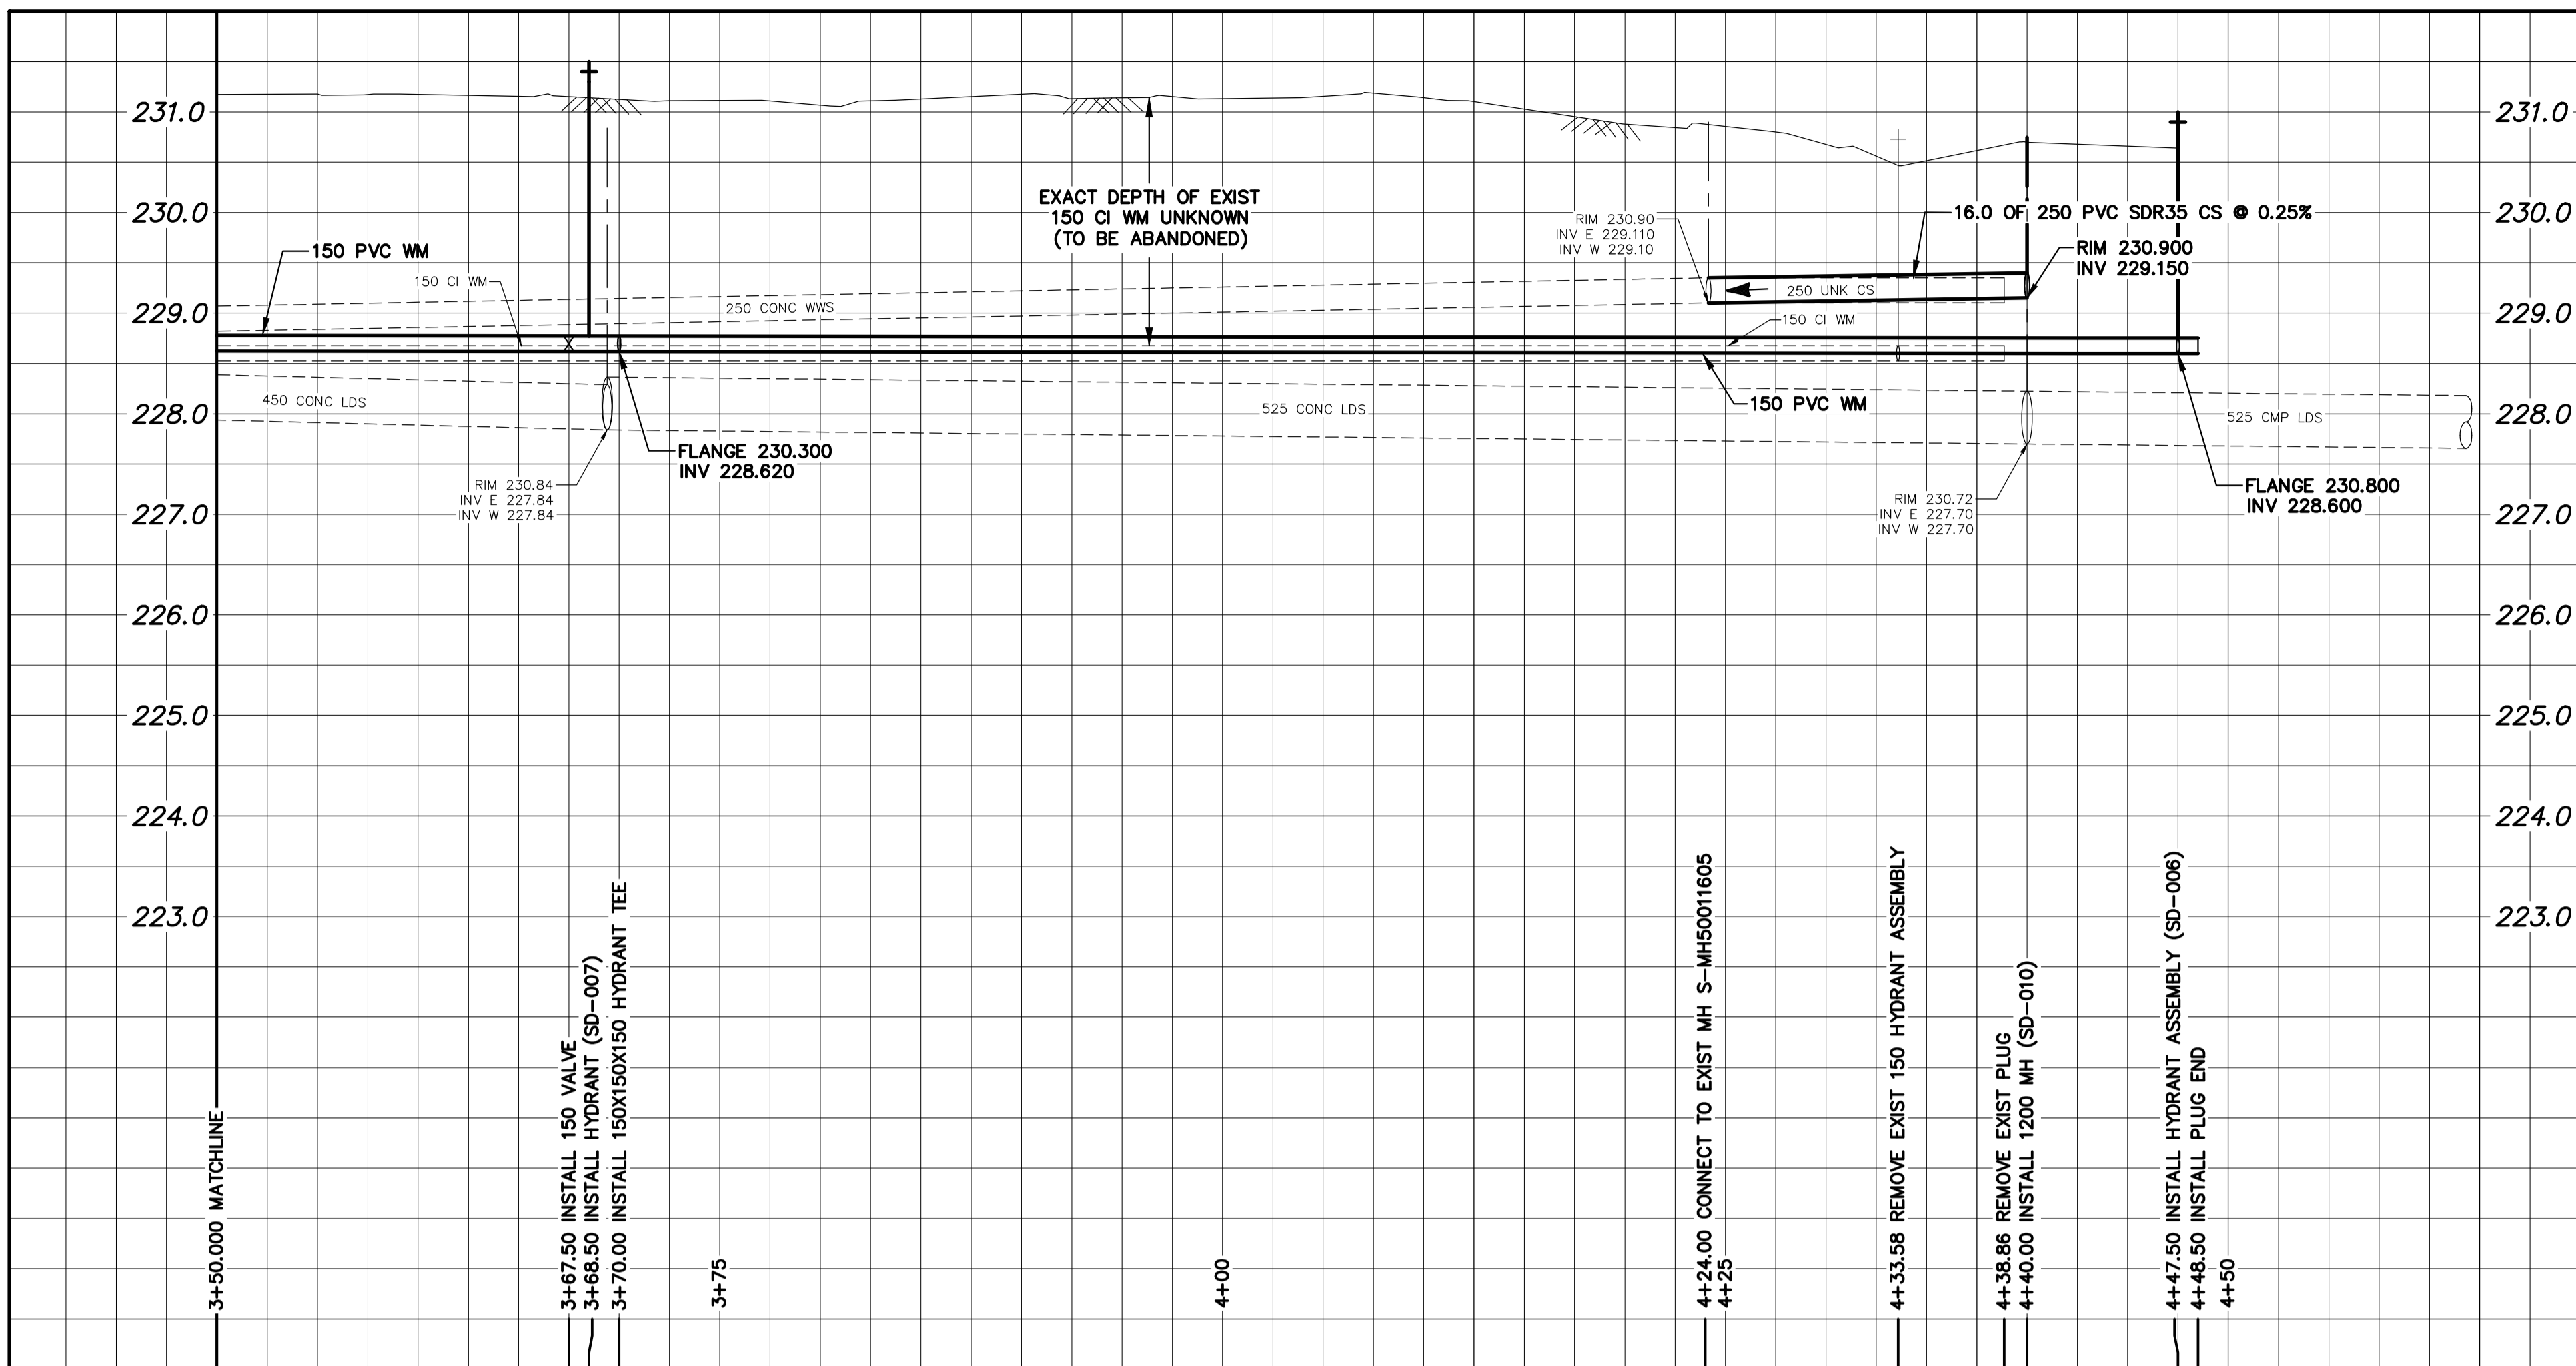 231.0
231.0
EXACT DEPTH OF EXIST
150 CI WM UNKNOWN
(TO BE ABANDONED)
230.0
RIM 230.90
INV E 229.110
INV W 229.10
16.0 OF 250 PVC SDR35 CS @ 0.25%
230.0
150 PVC WM
RIM 230.900
INV 229.150
150 CI WM
250 CONC WWS
250 UNK CS
229.0
150 CI WM
229.0
450 CONC LDS
228.0
525 CONC LDS
150 PVC WM
525 CMP LDS
228.0
FLANGE 230.300
INV 228.620
RIM 230.84
INV E 227.84
INV W 227.84
RIM 230.72
INV E 227.70
INV W 227.70
FLANGE 230.800
INV 228.600
227.0
227.0
226.0
226.0
225.0
225.0
224.0
224.0
223.0
223.0
3+50.000 MATCHLINE
3+67.50 INSTALL 150 VALVE
3+68.50 INSTALL HYDRANT (SD-007)
3+70.00 INSTALL 150X150X150X150 HYDRANT TEE
3+75
4+00
4+24.00 CONNECT TO EXIST MH S-MH50011605
4+25
4+33.58 REMOVE EXIST 150 HYDRANT ASSEMBLY
4+38.86 REMOVE EXIST PLUG
4+40.00 INSTALL 1200 MH (SD-010)
4+47.50 INSTALL HYDRANT ASSEMBLY (SD-006)
4+48.50 INSTALL PLUG END
4+50